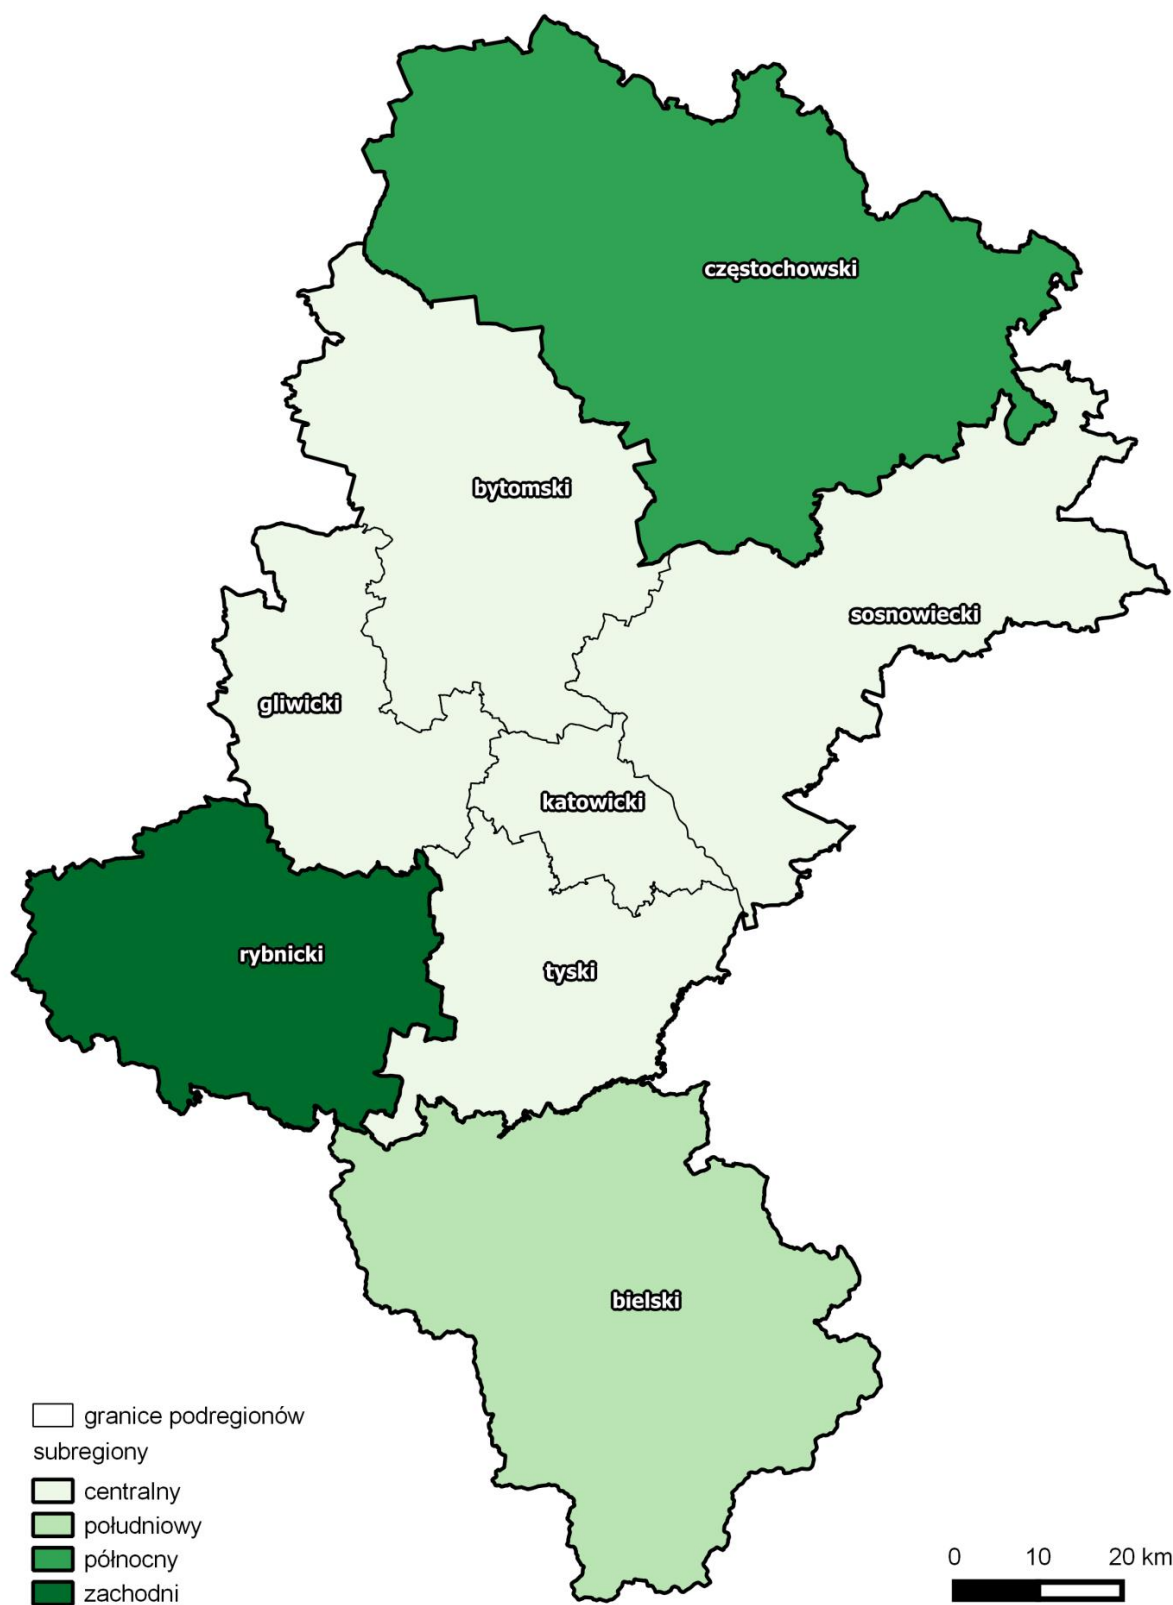 częstochowski
bytomski
sosnowiecki
gliwicki
katowicki
rybnicki
tyski
bielski
granice podregionów
subregiony
centralny
południowy
północny
zachodni
0 10 20 km